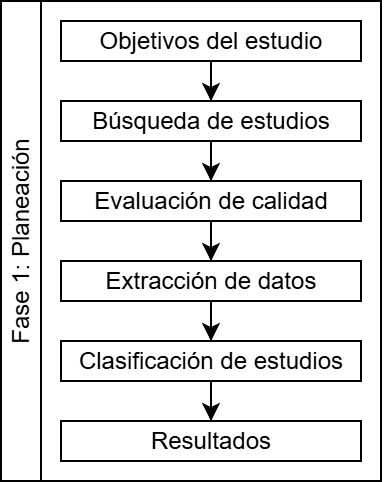 Fase 1: Planeación
Objetivos del estudio
Búsqueda de estudios
Evaluación de calidad
Extracción de datos
Clasificación de estudios
Resultados